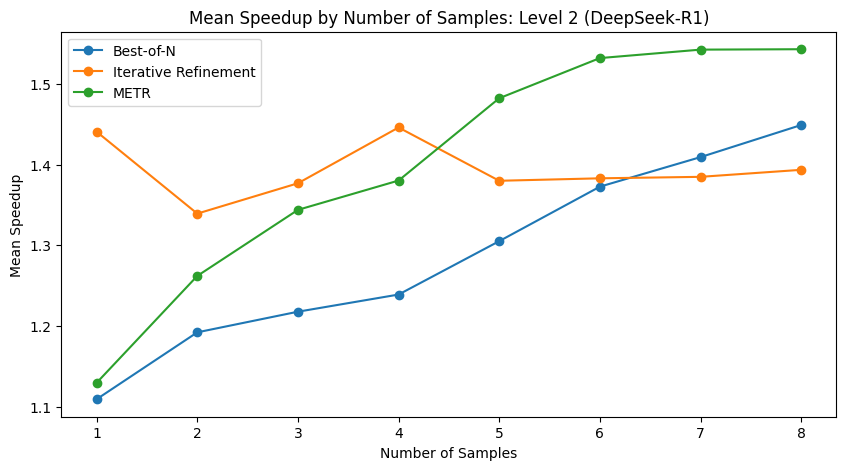 Mean Speedup by Number of Samples: Level 2 (DeepSeek-R1)
Best-of-N
Iterative Refinement
METR
Mean Speedup
1.5
1.4
1.3
1.2
1.1
1 2 3 4 5 6 7 8
Number of Samples